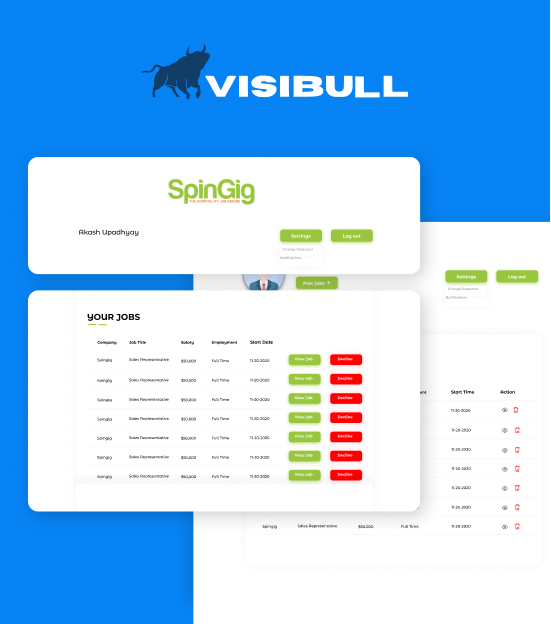 VISIBULL
SpinGig
THE HOSPITALITY JOB ENGINE
Akash Upadhyay
Settings Log out
Change Password
Notifications
Post Jobs
Settings Log out
Change Password
Notifications
YOUR JOBS
Company Job Title Salary Employment Start Date
Spingig Sales Representative $50,000 Full Time 11-20-2020 View Job Decline
Spingig Sales Representative $50,000 Full Time 11-20-2020 View Job Decline
Spingig Sales Representative $50,000 Full Time 11-20-2020 View Job Decline
Spingig Sales Representative $50,000 Full Time 11-20-2020 View Job Decline
Spingig Sales Representative $50,000 Full Time 11-20-2020 View Job Decline
Spingig Sales Representative $50,000 Full Time 11-20-2020 View Job Decline
Spingig Sales Representative $50,000 Full Time 11-20-2020 View Job Decline
ent Start Time Action
11-20-2020
11-20-2020
11-20-2020
11-20-2020
11-20-2020
11-20-2020
Spingig Sales Representative $50,000 Full Time 11-20-2020